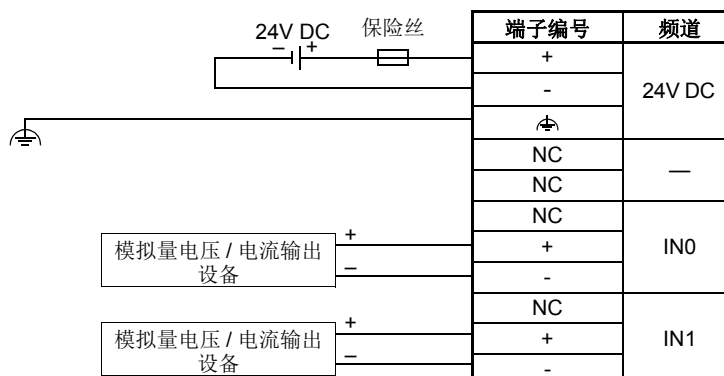 24V DC 保险丝 端子编号 频道
− + +
- 24V DC
NC
NC —
NC
模拟量电压 / 电流输出 + + IN0
设备 − -
NC
模拟量电压 / 电流输出 + + IN1
设备 − -